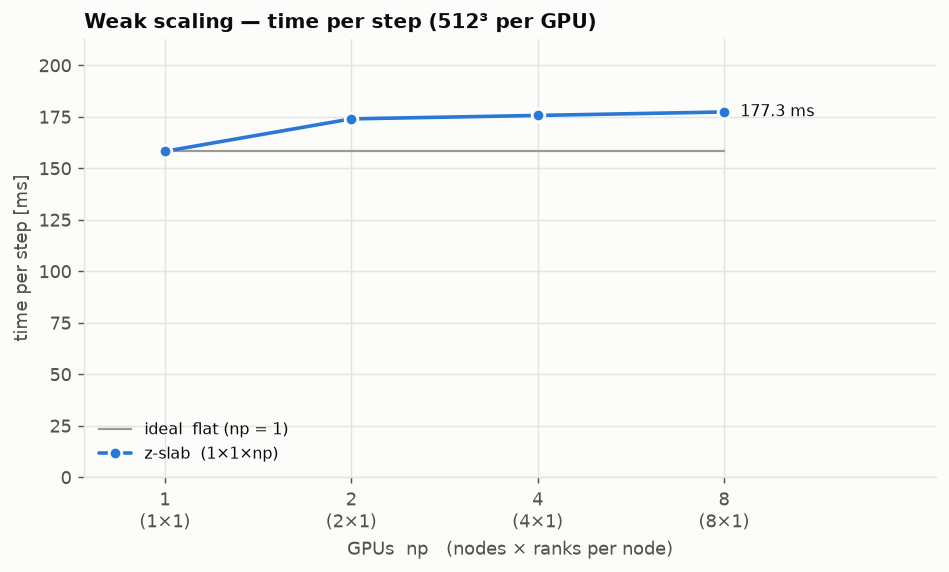 Weak scaling — time per step (512³ per GPU)
time per step [ms]
200
175
150
125
100
75
50
25
0
177.3 ms
ideal flat (np = 1)
z-slab (1×1×np)
1 2 4 8
(1×1) (2×1) (4×1) (8×1)
GPUs np (nodes × ranks per node)